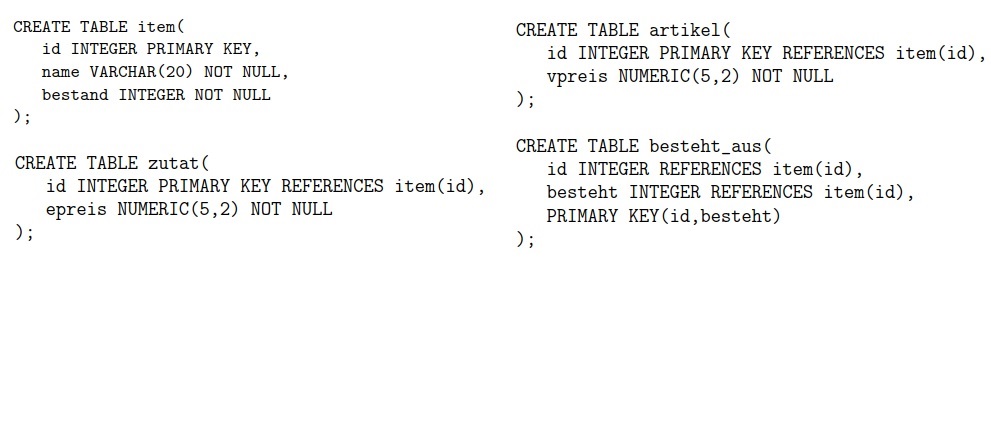 CREATE TABLE item(
id INTEGER PRIMARY KEY,
name VARCHAR(20) NOT NULL,
bestand INTEGER NOT NULL
);
CREATE TABLE zutat(
id INTEGER PRIMARY KEY REFERENCES item(id),
epreis NUMERIC(5,2) NOT NULL
);
CREATE TABLE artikel(
id INTEGER PRIMARY KEY REFERENCES item(id),
vpreis NUMERIC(5,2) NOT NULL
);
CREATE TABLE besteht_aus(
id INTEGER REFERENCES item(id),
besteht INTEGER REFERENCES item(id),
PRIMARY KEY(id,besteht)
);